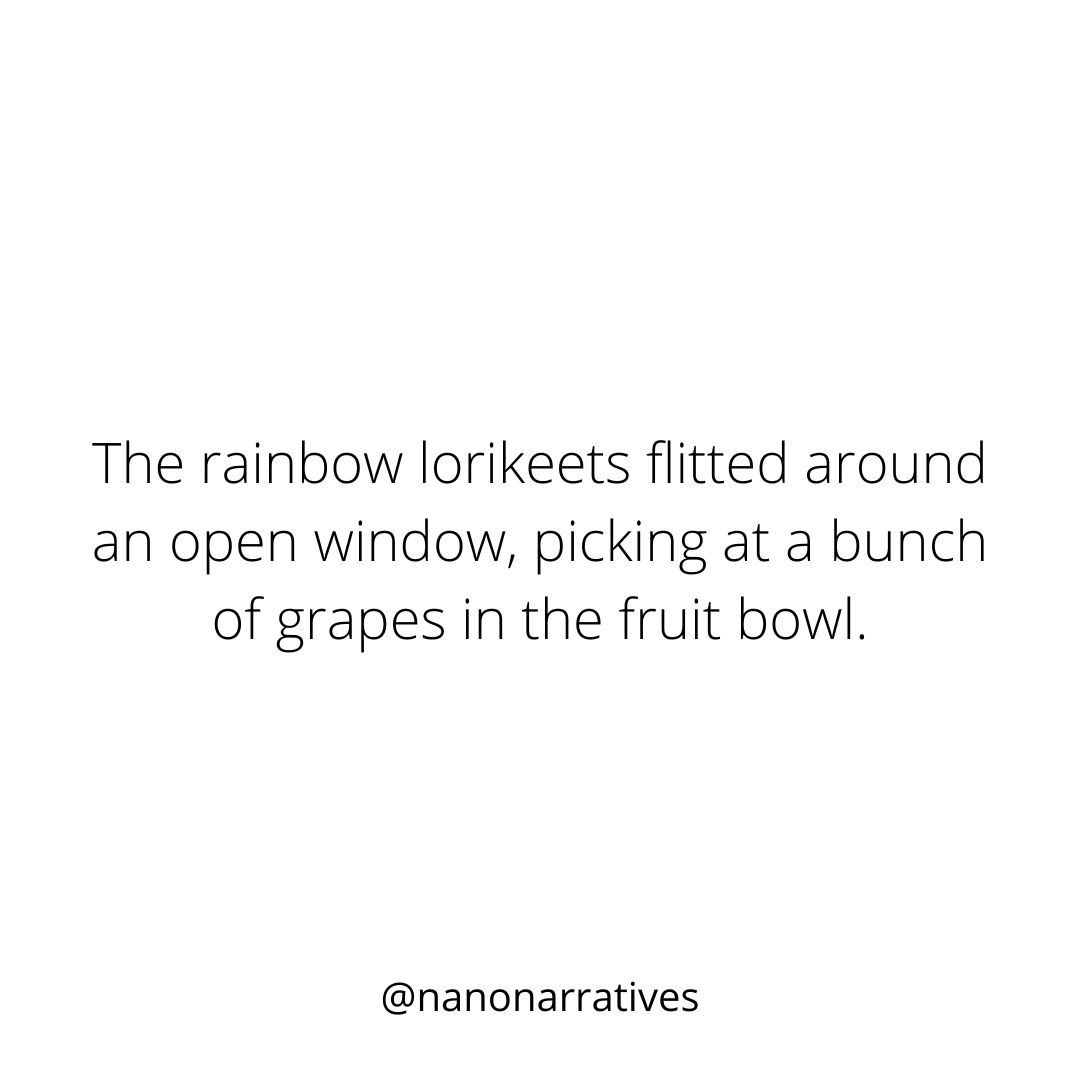 The rainbow lorikeets flitted around
an open window, picking at a bunch
of grapes in the fruit bowl.
@nanonarratives